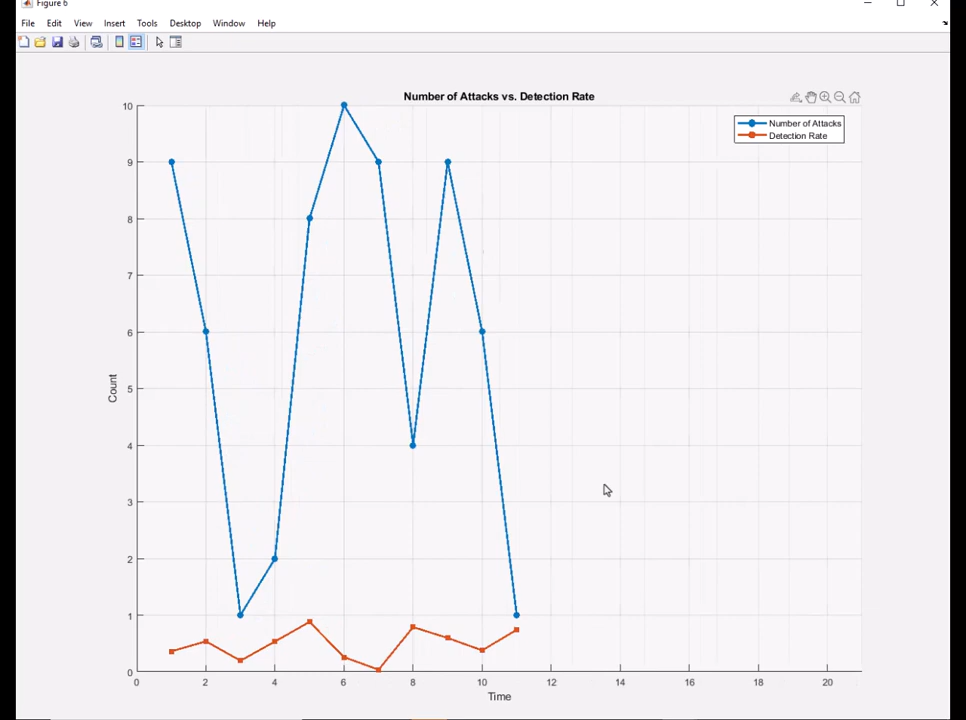 Figure 6
File Edit View Insert Tools Desktop Window Help
Number of Attacks vs. Detection Rate
Number of Attacks
Detection Rate
10
9
8
7
6
5
4
3
2
1
0
Count
0 2 4 6 8 10 12 14 16 18 20
Time